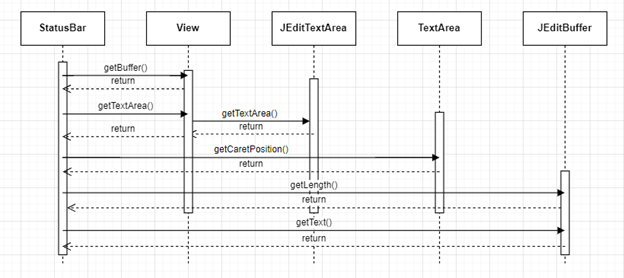 StatusBar
View
JEditTextArea
TextArea
JEditBuffer
getBuffer()
return
getTextArea()
getTextArea()
return
return
getCaretPosition()
return
getLength()
return
getText()
return